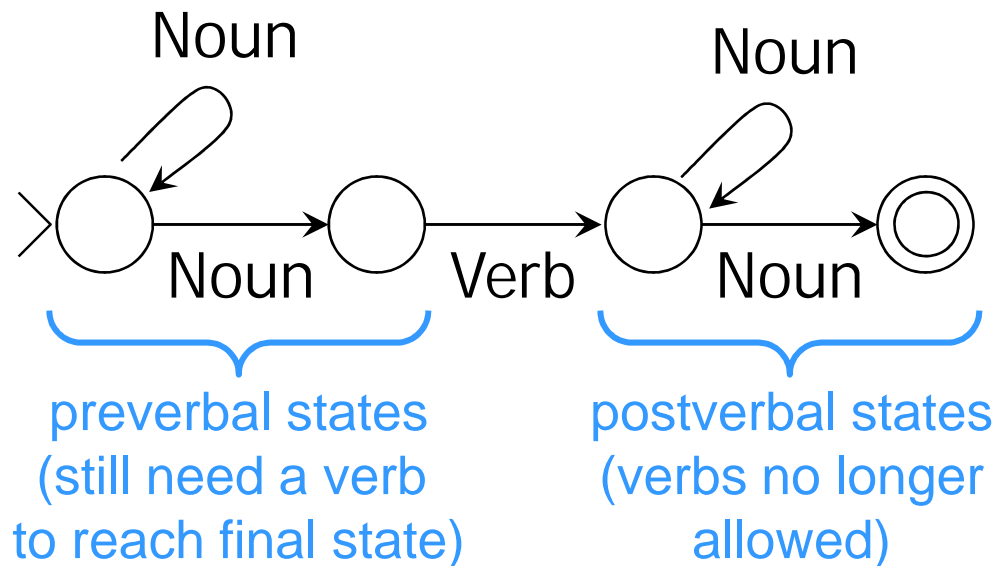 Noun
Noun
Noun
Verb
Noun
preverbal states
(still need a verb
to reach final state)
postverbal states
(verbs no longer
allowed)